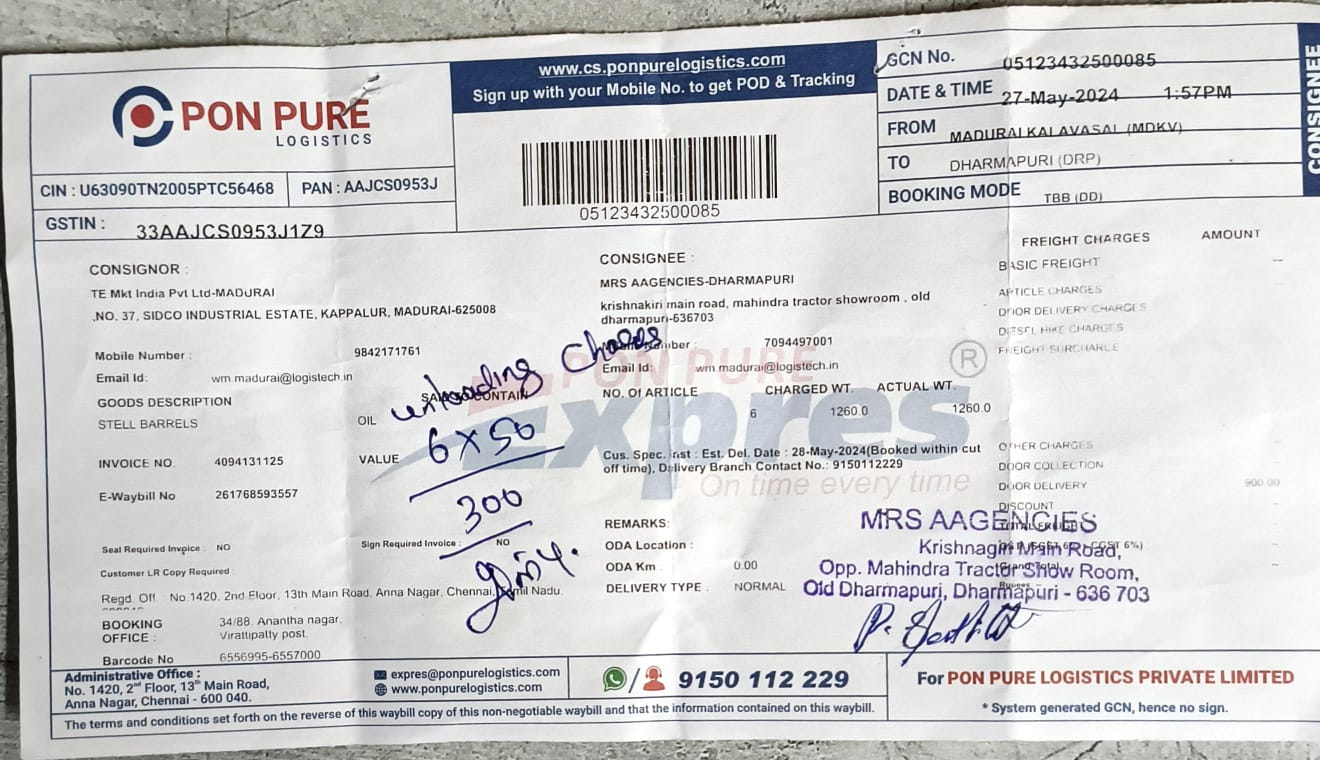 PON PURE
LOGISTICS
CIN : U63090TN2005PTC56468
PAN : AAJCS0953J
GSTIN : 33AAJCS0953J1Z9
www.cs.ponpurelogistics.com
Sign up with your Mobile No. to get POD & Tracking
05123432500085
GCN No. 05123432500085
DATE & TIME 27-May-2024 1:57PM
FROM MADURAI KALAVASAL (MDKV)
TO DHARMAPURI (DRP)
BOOKING MODE TBB (DD)
CONSIGNEE
CONSIGNOR :
TE Mkt India Pvt Ltd-MADURAI
,NO. 37, SIDCO INDUSTRIAL ESTATE, KAPPALUR, MADURAI-625008
Mobile Number : 9842171761
Email Id: wm.madurai@logistech.in
GOODS DESCRIPTION
CONTAIN
STELL BARRELS OIL
INVOICE NO. 4094131125 VALUE
E-Waybill No 261768593557
Seal Required Invoice : NO Sign Required Invoice : NO
Customer LR Copy Required :
Regd. Off : No.1420, 2nd Floor, 13th Main Road, Anna Nagar, Chennai, Tamil Nadu.
BOOKING OFFICE : 34/88, Anantha nagar,
Virattipatty post,
Barcode No 6556995-6557000
unloading
6 X 50
300
CONSIGNEE :
MRS AAGENCIES-DHARMAPURI
krishnakiri main road, mahindra tractor showroom , old
dharmapuri-636703
7094497001
Email Id: wm.madurai@logistech.in
PON PURE
Expres ®
On time every time
NO. Of ARTICLE CHARGED WT. ACTUAL WT.
6 1260.0 1260.0
Cus. Spec. Inst : Est. Del. Date : 28-May-2024(Booked within cut
off time), Delivery Branch Contact No.: 9150112229
REMARKS:
ODA Location :
ODA Km : 0.00
DELIVERY TYPE : NORMAL
FREIGHT CHARGES AMOUNT
BASIC FREIGHT --
ARTICLE CHARGES
DOOR DELIVERY CHARGES
DIESEL HIKE CHARGES
FREIGHT SURCHARGE
OTHER CHARGES
DOOR COLLECTION
DOOR DELIVERY 900.00
DISCOUNT
MRS AAGENCIES
Krishnagiri Main Road,
Opp. Mahindra Tractor Show Room,
Old Dharmapuri, Dharmapuri - 636 703
Administrative Office :
No. 1420, 2nd Floor, 13th Main Road,
Anna Nagar, Chennai - 600 040.
expres@ponpurelogistics.com
www.ponpurelogistics.com
9150 112 229
For PON PURE LOGISTICS PRIVATE LIMITED
* System generated GCN, hence no sign.
The terms and conditions set forth on the reverse of this waybill copy of this non-negotiable waybill and that the information contained on this waybill.